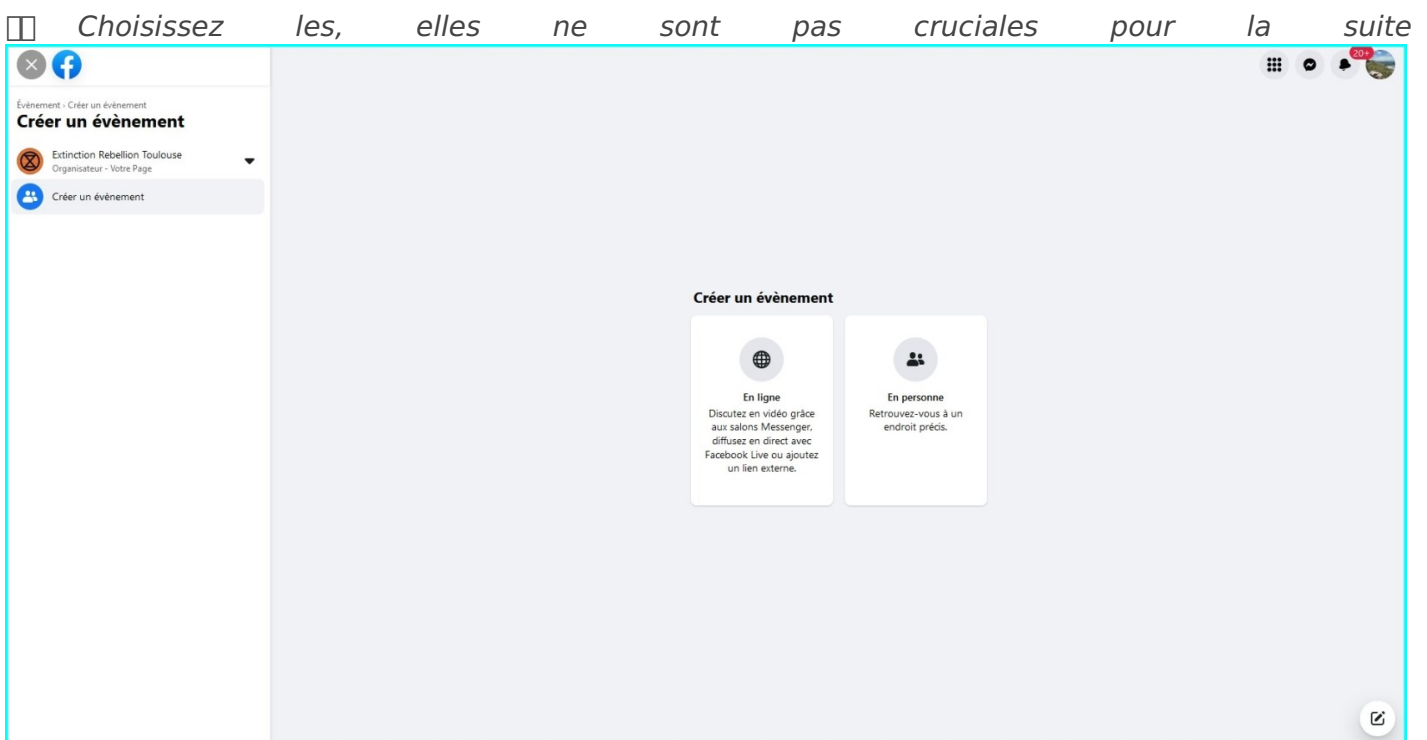 Choisissez les, elles ne sont pas cruciales pour la suite
20+
Évènement › Créer un évènement
Créer un évènement
Extinction Rebellion Toulouse
Organisateur - Votre Page
Créer un évènement
Créer un évènement
En ligne
Discutez en vidéo grâce
aux salons Messenger,
diffusez en direct avec
Facebook Live ou ajoutez
un lien externe.
En personne
Retrouvez-vous à un
endroit précis.